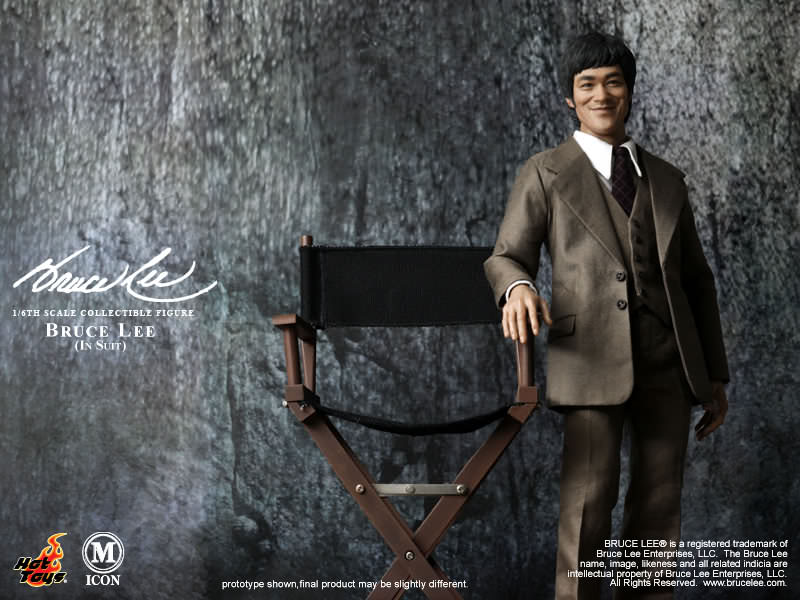 Bruce Lee
1/6TH SCALE COLLECTIBLE FIGURE
BRUCE LEE
(IN SUIT)
Hot
Toys.
M
ICON
prototype shown,final product may be slightly different.
BRUCE LEE® is a registered trademark of
Bruce Lee Enterprises, LLC. The Bruce Lee
name, image, likeness and all related indicia are
intellectual property of Bruce Lee Enterprises, LLC.
All Rights Reserved. www.brucelee.com.